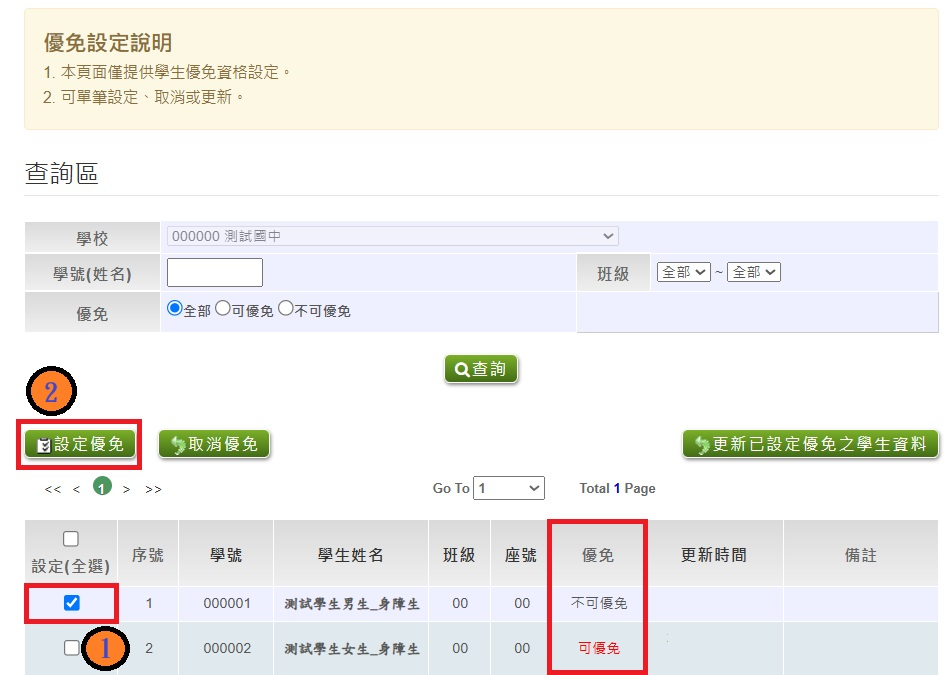 優免設定說明
1. 本頁面僅提供學生優免資格設定。
2. 可單筆設定、取消或更新。
查詢區
學校 000000 測試國中
學號(姓名) 班級 全部 ~ 全部
優免 全部 可優免 不可優免
查詢
2
設定優免 取消優免 更新已設定優免之學生資料
<< < 1 > >> Go To 1 Total 1 Page
設定(全選) 序號 學號 學生姓名 班級 座號 優免 更新時間 備註
1 000001 測試學生男生_身障生 00 00 不可優免
1 2 000002 測試學生女生_身障生 00 00 可優免